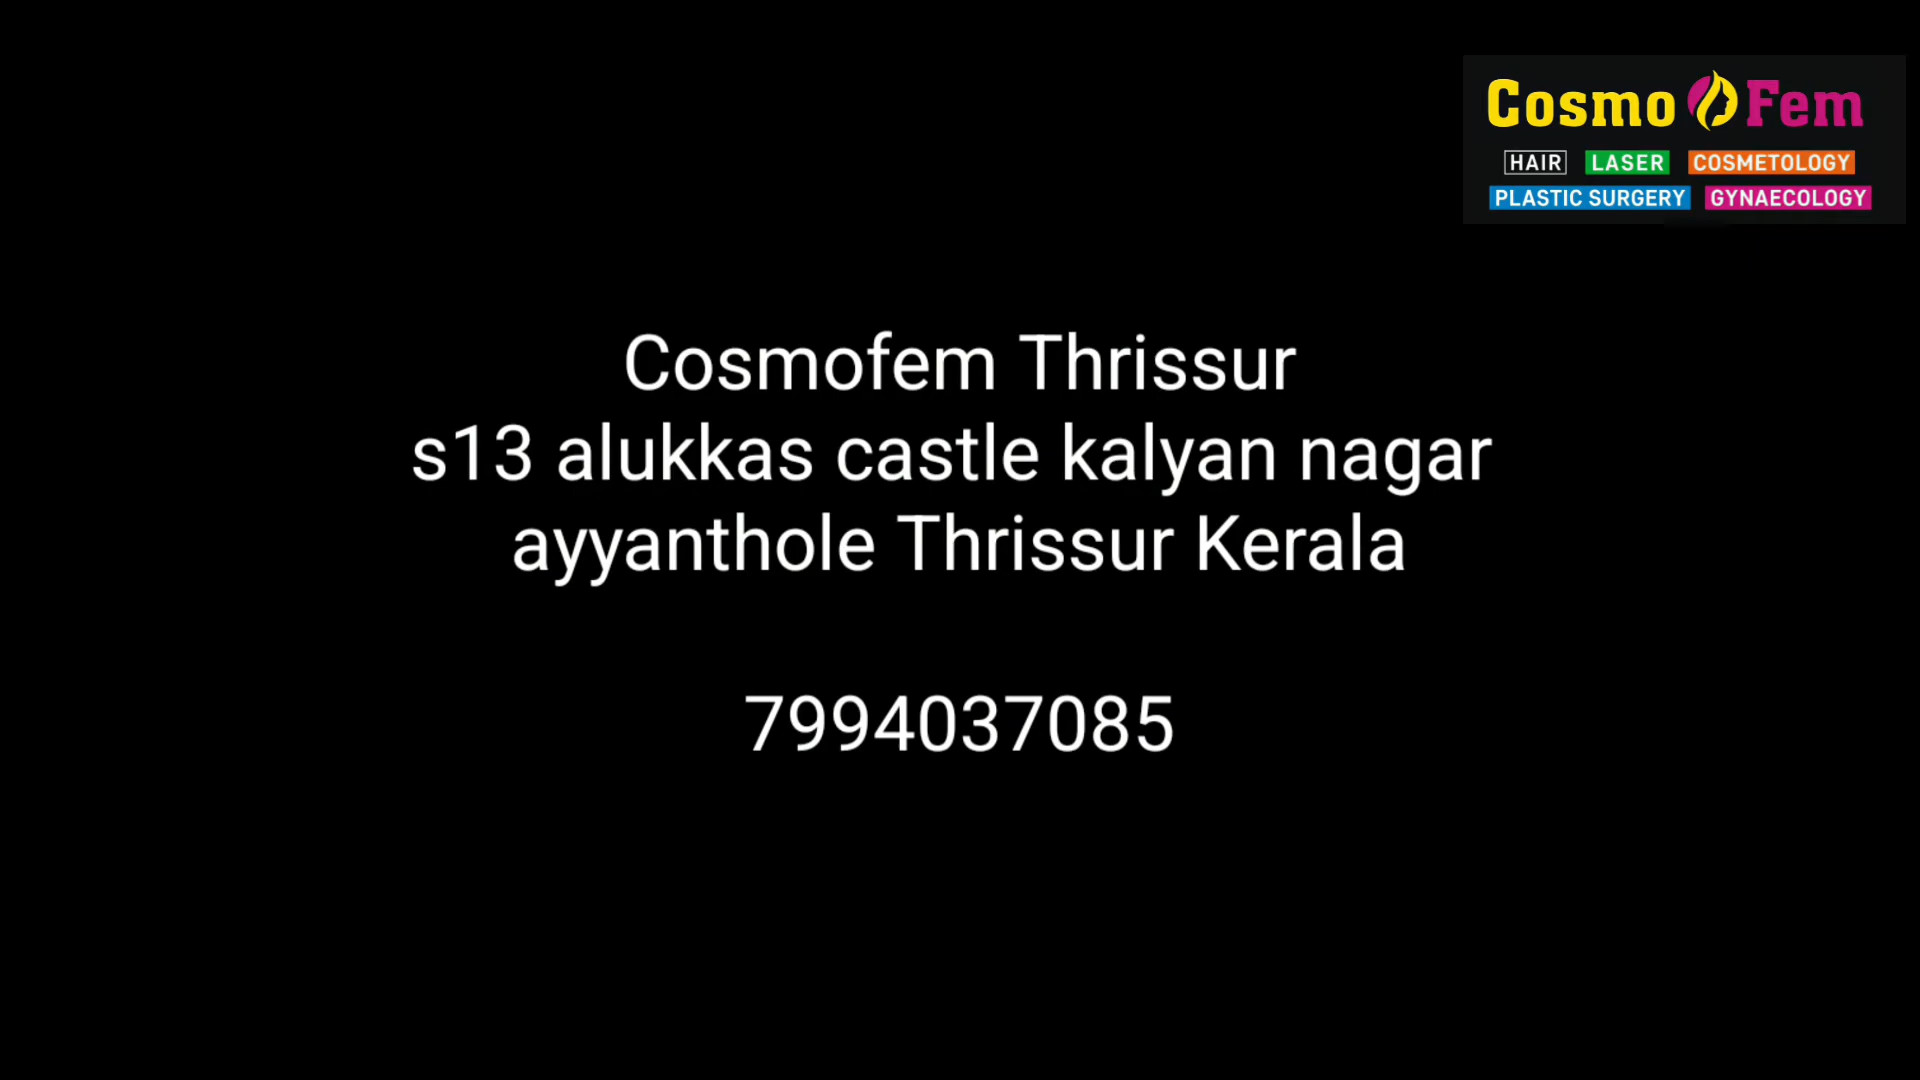 Cosmo Fem
HAIR LASER COSMETOLOGY
PLASTIC SURGERY GYNAECOLOGY
Cosmofem Thrissur
s13 alukkas castle kalyan nagar
ayyanthole Thrissur Kerala
7994037085